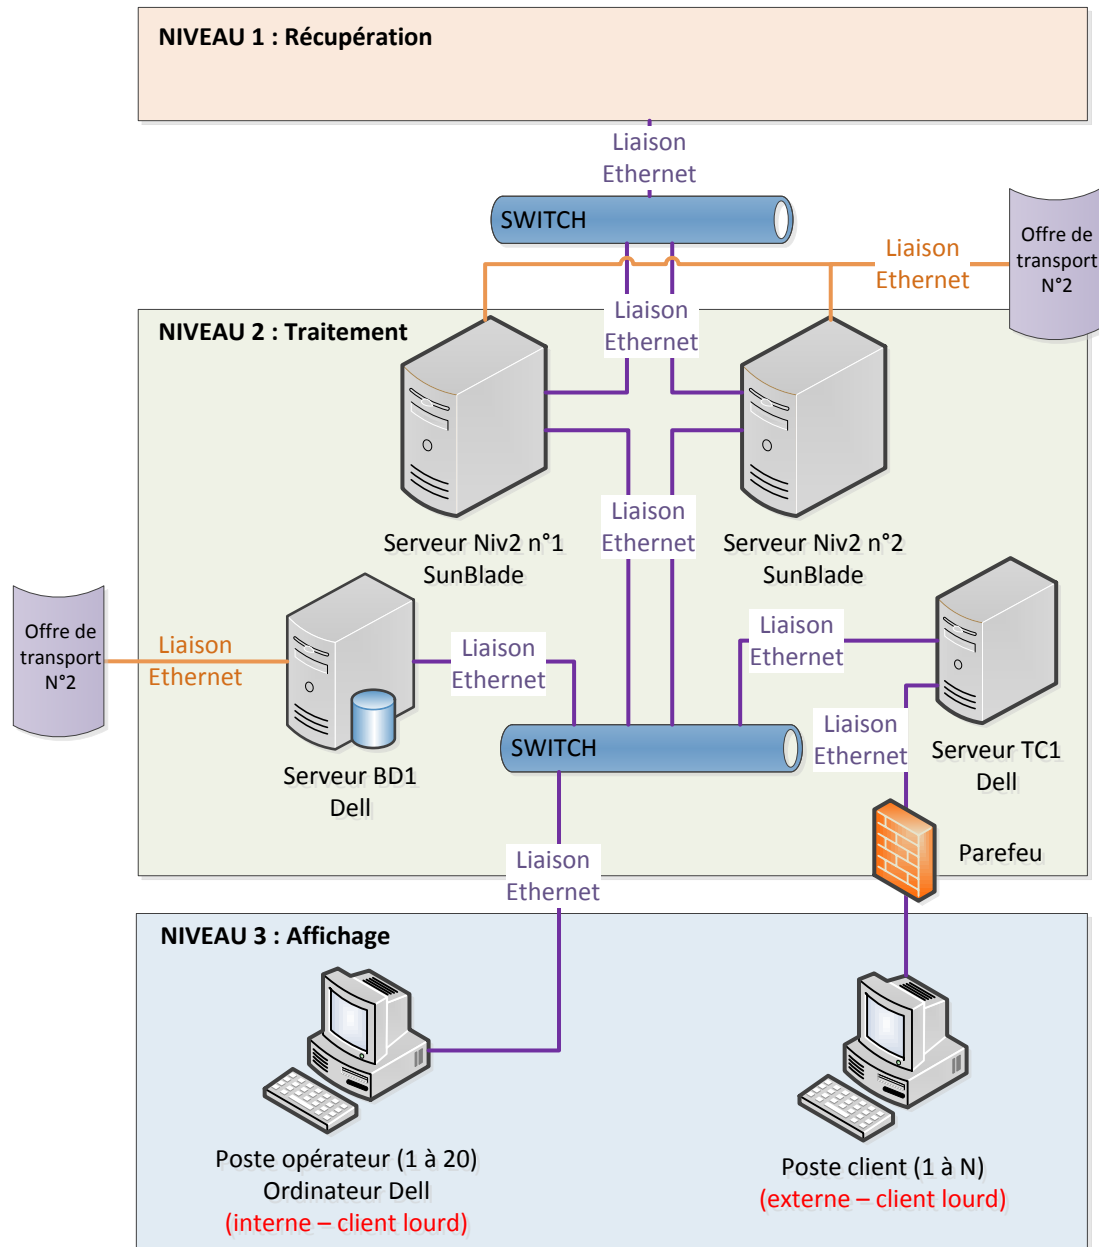 NIVEAU 1 : Récupération
Liaison
Ethernet
SWITCH
Liaison
Ethernet
Offre de
transport
N°2
NIVEAU 2 : Traitement
Liaison
Ethernet
Serveur Niv2 n°1
SunBlade
Liaison
Ethernet
Serveur Niv2 n°2
SunBlade
Offre de
transport
N°2
Liaison
Ethernet
Liaison
Ethernet
Liaison
Ethernet
SWITCH
Liaison
Ethernet
Serveur BD1
Dell
Serveur TC1
Dell
Parefeu
Liaison
Ethernet
NIVEAU 3 : Affichage
Poste opérateur (1 à 20)
Ordinateur Dell
(interne – client lourd)
Poste client (1 à N)
(externe – client lourd)